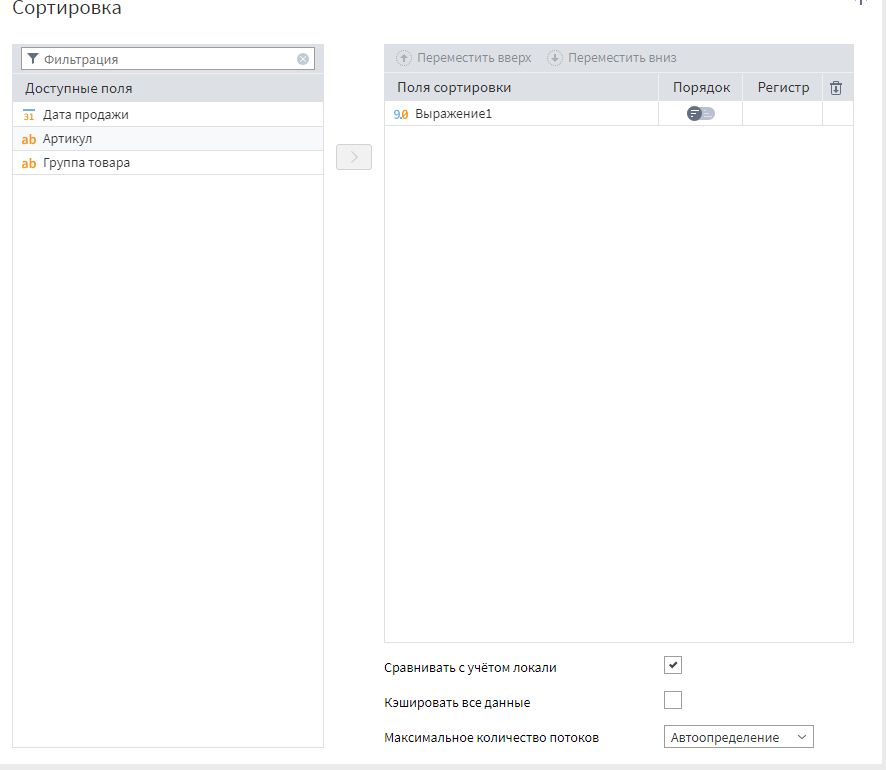 Сортировка
Фильтрация
Доступные поля
31 Дата продажи
ab Артикул
ab Группа товара
Переместить вверх Переместить вниз
Поля сортировки Порядок Регистр
9.0 Выражение1
Сравнивать с учётом локали
Кэшировать все данные
Максимальное количество потоков Автоопределение